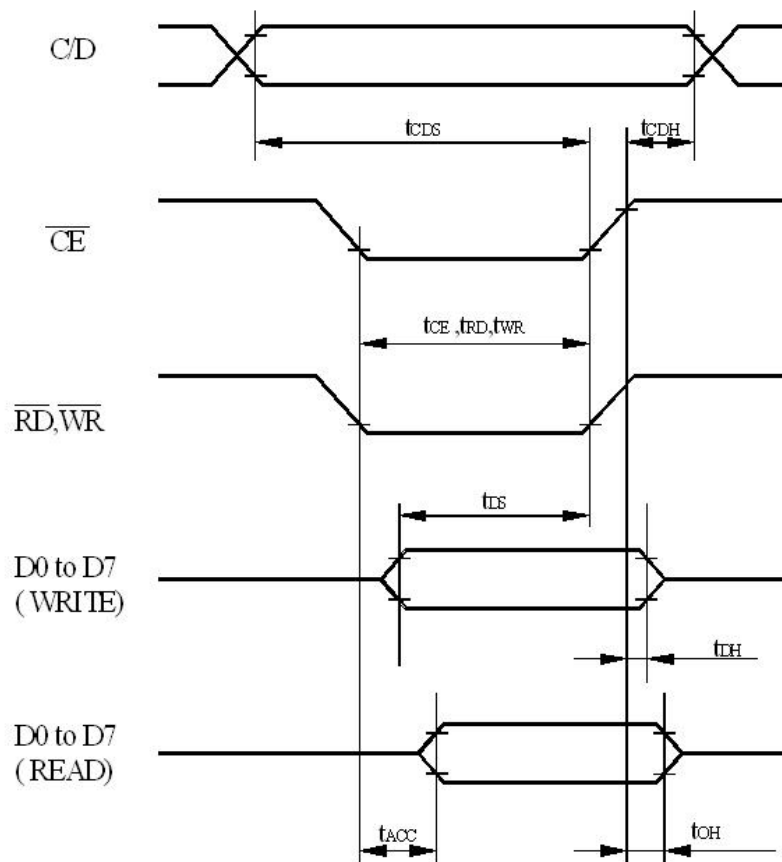 C/D
tCDS
tCDH
CE
tCE ,tRD,tWR
RD,WR
tDS
D0 to D7
( WRITE)
tDH
D0 to D7
( READ)
tACC
tOH